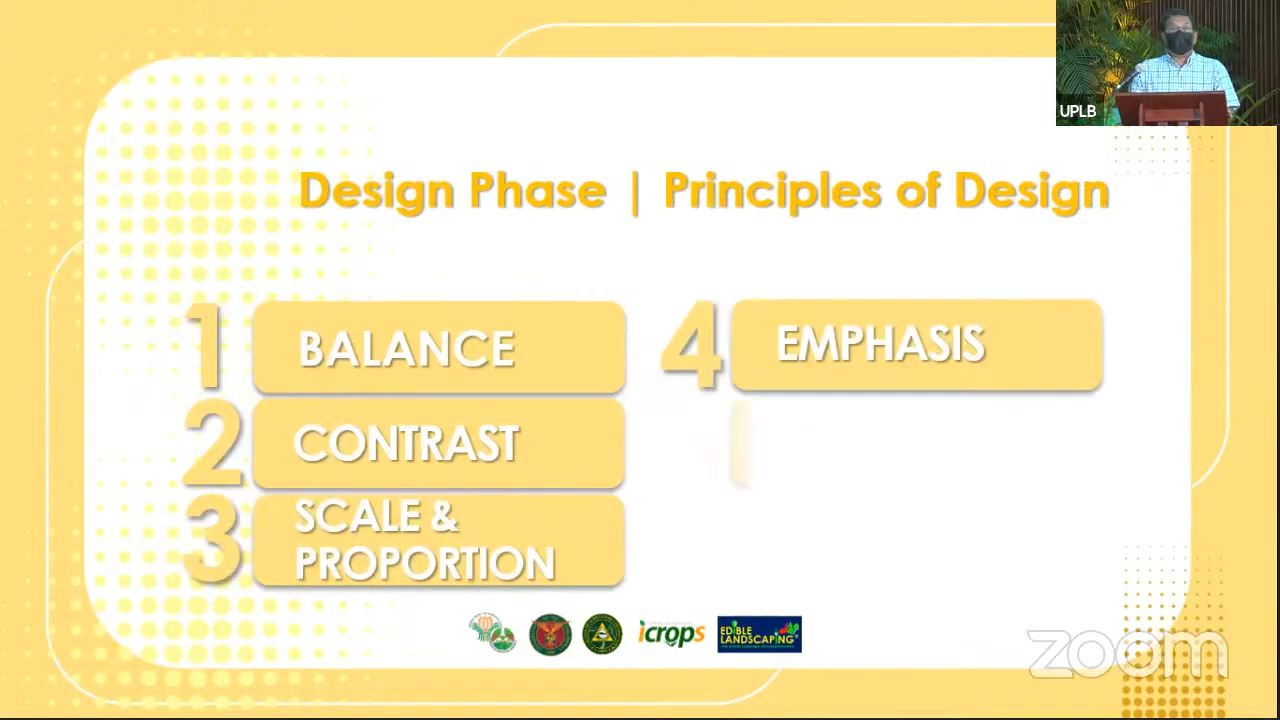 UPLB
Design Phase | Principles of Design
1 BALANCE
2 CONTRAST
3 SCALE &
PROPORTION
4 EMPHASIS
icrops
EDIBLE
LANDSCAPING
zoom